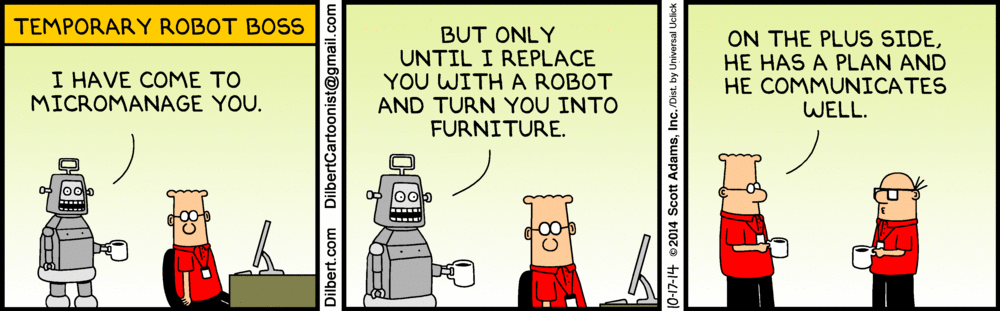 TEMPORARY ROBOT BOSS
I HAVE COME TO
MICROMANAGE YOU.
Dilbert.com DilbertCartoonist@gmail.com
BUT ONLY
UNTIL I REPLACE
YOU WITH A ROBOT
AND TURN YOU INTO
FURNITURE.
10-17-14 ©2014 Scott Adams, Inc. /Dist. by Universal Uclick
ON THE PLUS SIDE,
HE HAS A PLAN AND
HE COMMUNICATES
WELL.